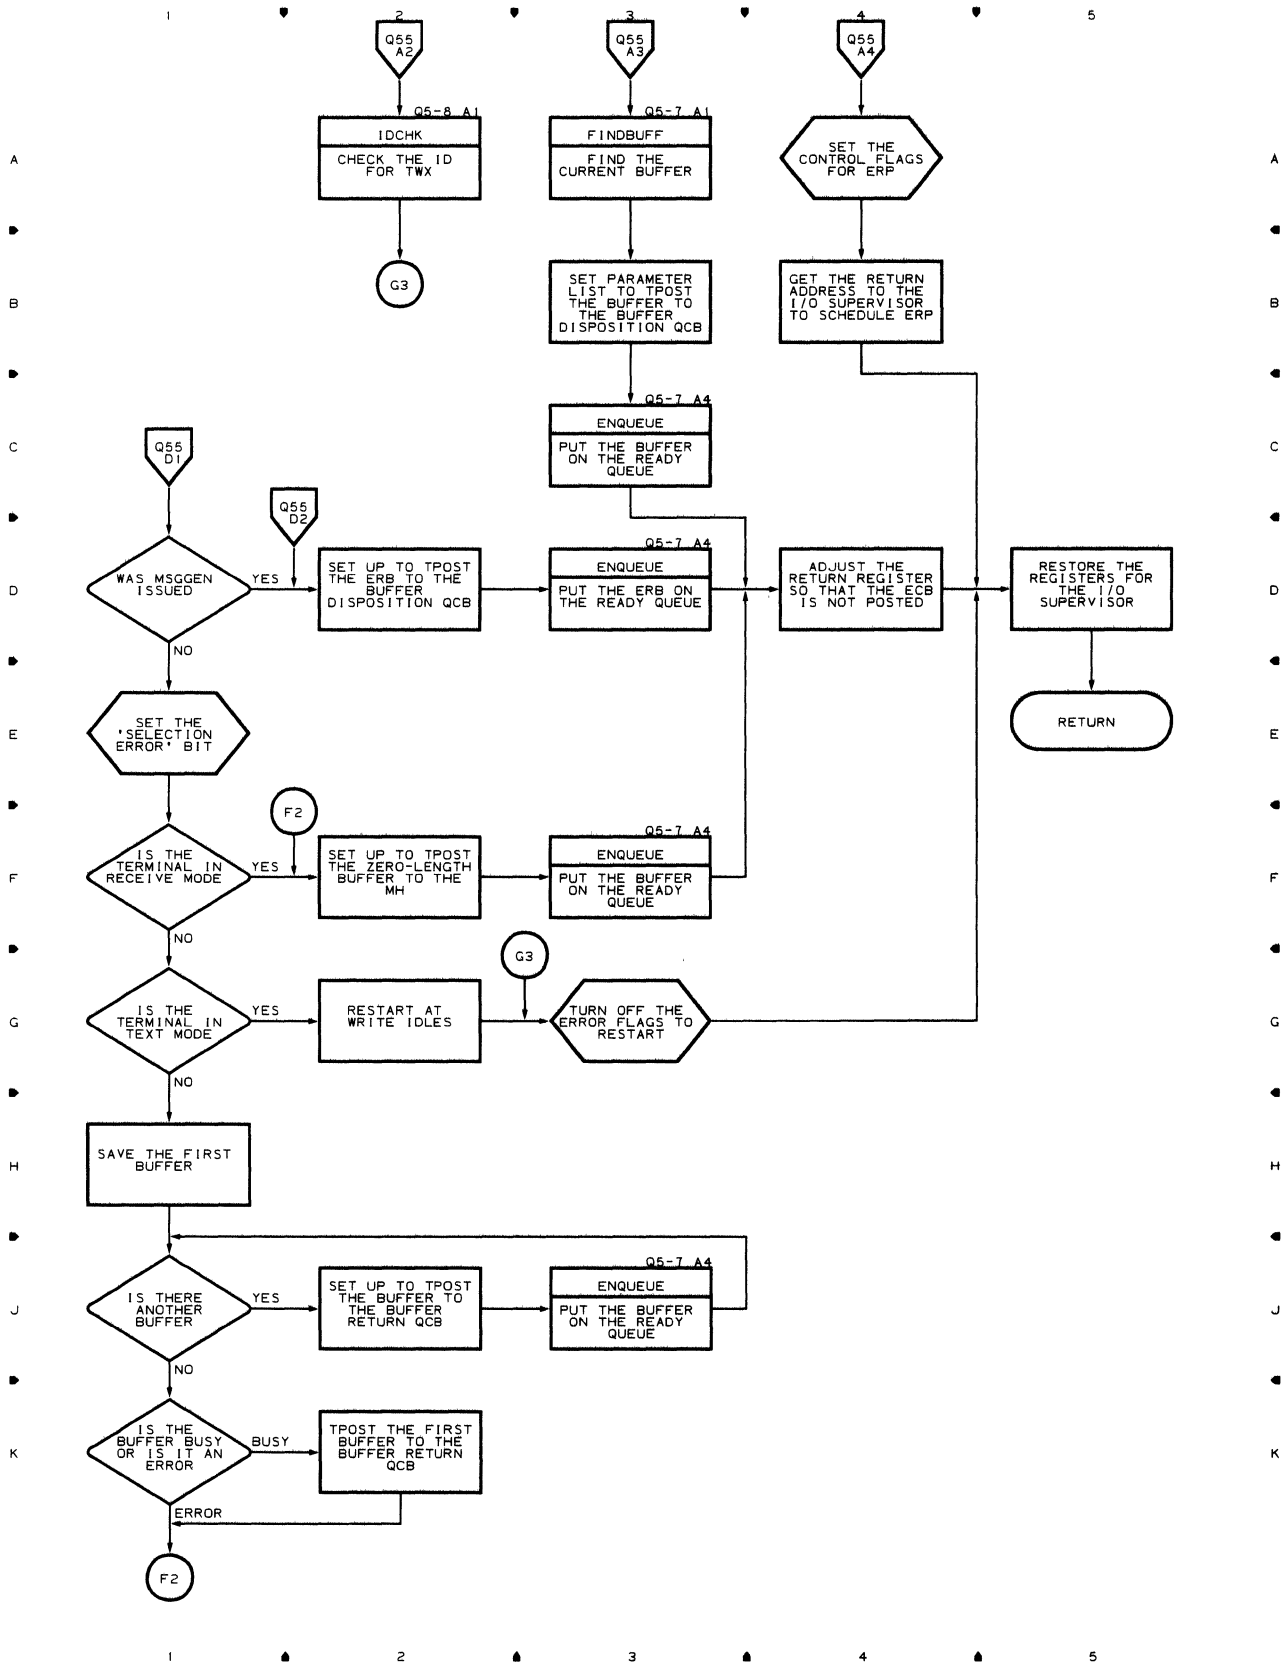 1 2 3 4 5
Q55
A2
Q55
A3
Q55
A4
Q5-8 A1
IDCHK
CHECK THE ID
FOR TWX
Q5-7 A1
FINDBUFF
FIND THE
CURRENT BUFFER
SET THE
CONTROL FLAGS
FOR ERP
A A
G3
SET PARAMETER
LIST TO TPOST
THE BUFFER TO
THE BUFFER
DISPOSITION QCB
GET THE RETURN
ADDRESS TO THE
I/O SUPERVISOR
TO SCHEDULE ERP
B B
Q55
D1
Q5-7 A4
ENQUEUE
PUT THE BUFFER
ON THE READY
QUEUE
C C
Q55
D2
WAS MSGGEN
ISSUED
YES
NO
SET UP TO TPOST
THE ERB TO THE
BUFFER
DISPOSITION QCB
Q5-7 A4
ENQUEUE
PUT THE ERB ON
THE READY QUEUE
ADJUST THE
RETURN REGISTER
SO THAT THE ECB
IS NOT POSTED
RESTORE THE
REGISTERS FOR
THE I/O
SUPERVISOR
D D
SET THE
'SELECTION
ERROR' BIT
RETURN
E E
F2
IS THE
TERMINAL IN
RECEIVE MODE
YES
NO
SET UP TO TPOST
THE ZERO-LENGTH
BUFFER TO THE
MH
Q5-7 A4
ENQUEUE
PUT THE BUFFER
ON THE READY
QUEUE
F F
G3
IS THE
TERMINAL IN
TEXT MODE
YES
NO
RESTART AT
WRITE IDLES
TURN OFF THE
ERROR FLAGS TO
RESTART
G G
SAVE THE FIRST
BUFFER
H H
IS THERE
ANOTHER
BUFFER
YES
NO
SET UP TO TPOST
THE BUFFER TO
THE BUFFER
RETURN QCB
Q5-7 A4
ENQUEUE
PUT THE BUFFER
ON THE READY
QUEUE
J J
IS THE
BUFFER BUSY
OR IS IT AN
ERROR
BUSY
ERROR
TPOST THE FIRST
BUFFER TO THE
BUFFER RETURN
QCB
K K
F2
1 2 3 4 5